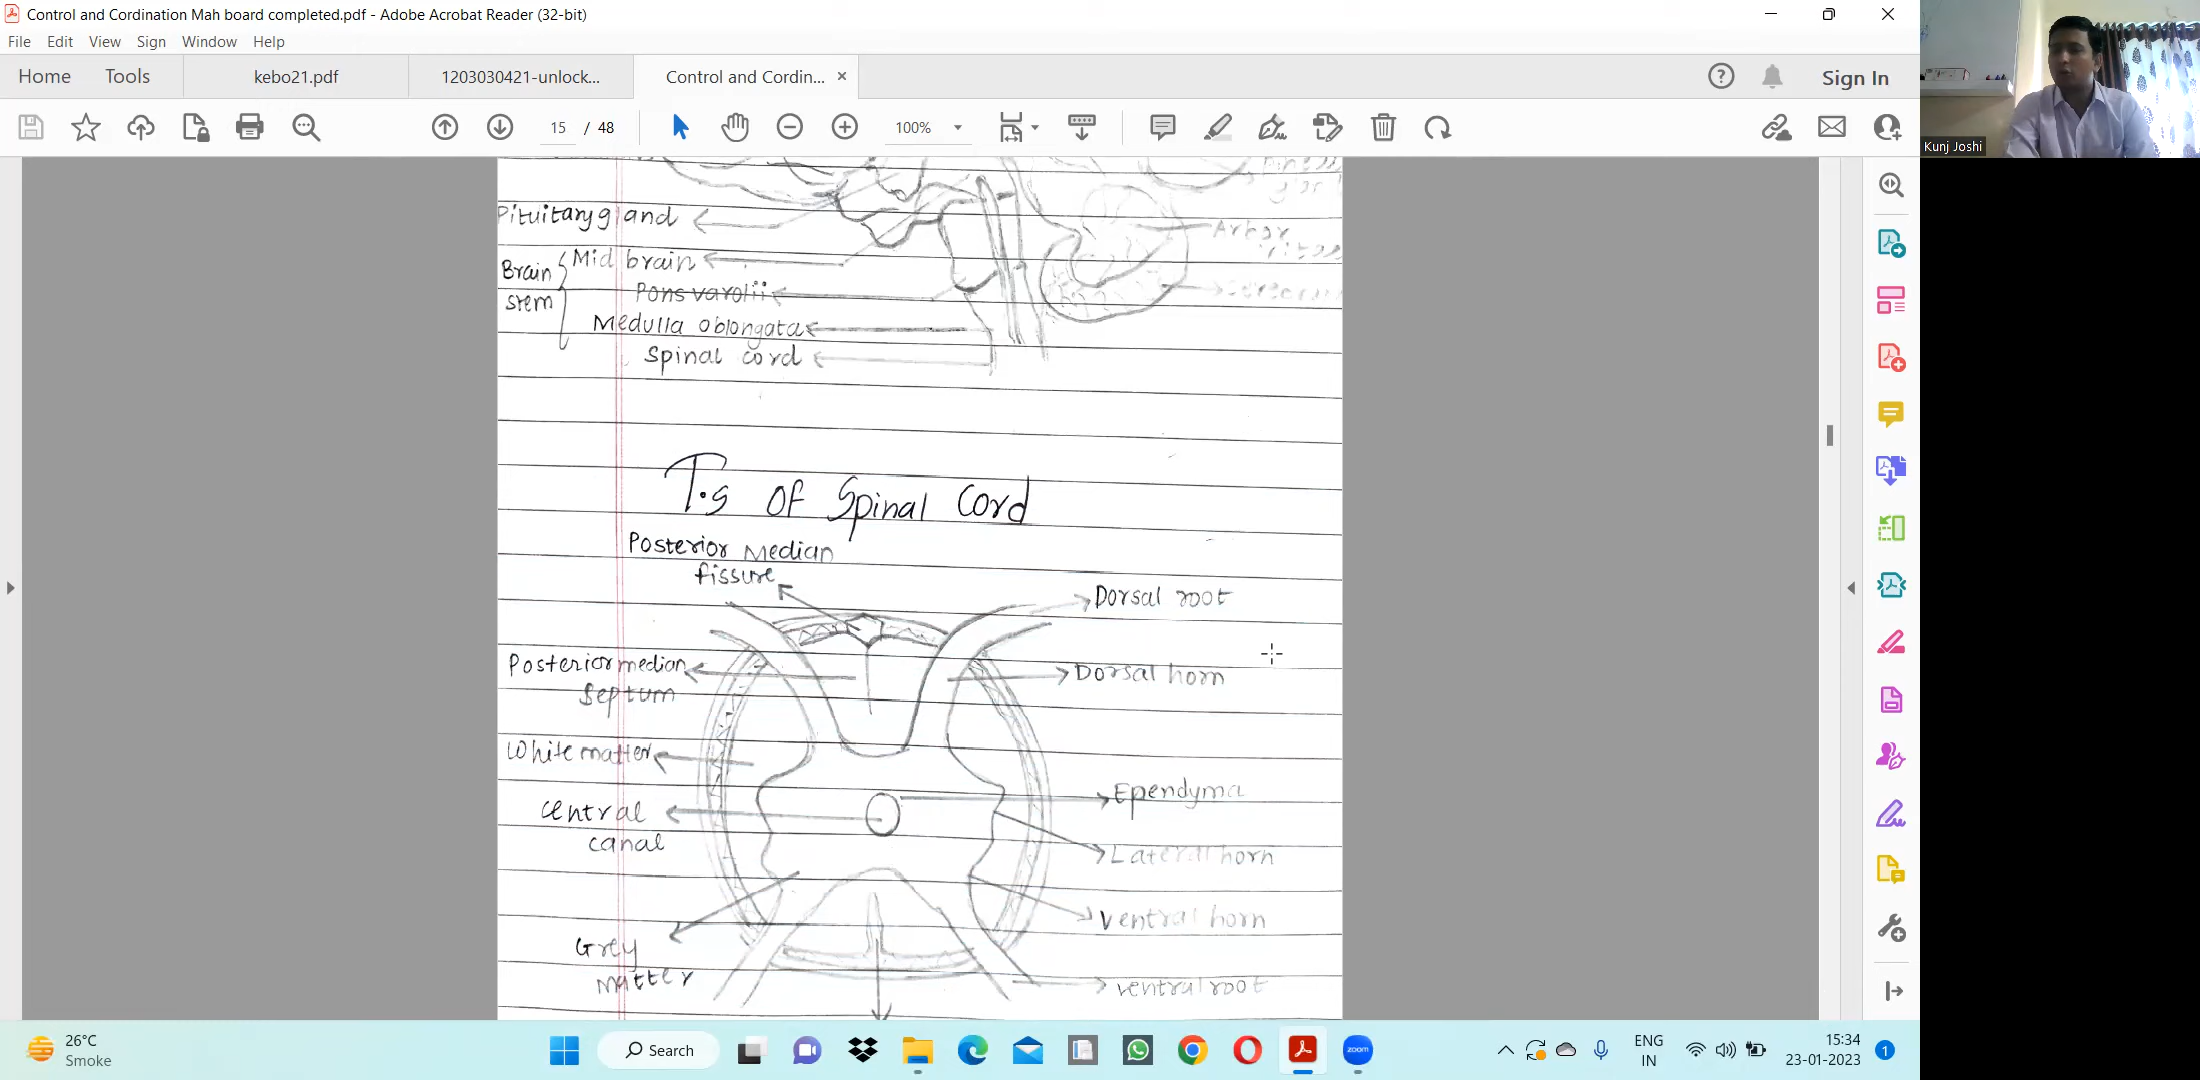 Control and Cordination Mah board completed.pdf - Adobe Acrobat Reader (32-bit)
File Edit View Sign Window Help
Home Tools kebo21.pdf 1203030421-unlock... Control and Cordin... ×
Sign In
15 / 48 100%
Kunj Joshi
Pituitary gland
Arbor
Brain stem
Mid brain
Pons varolii
Medulla oblongata
Spinal cord
T.S Of Spinal Cord
Posterior Median
fissure
Dorsal root
Posterior median
Septum
Dorsal horn
White matter
Central
canal
Ependyma
Lateral horn
Ventral horn
Grey
Matter
Ventral root
26°C
Smoke
Search
zoom
ENG
IN
15:34
23-01-2023
1